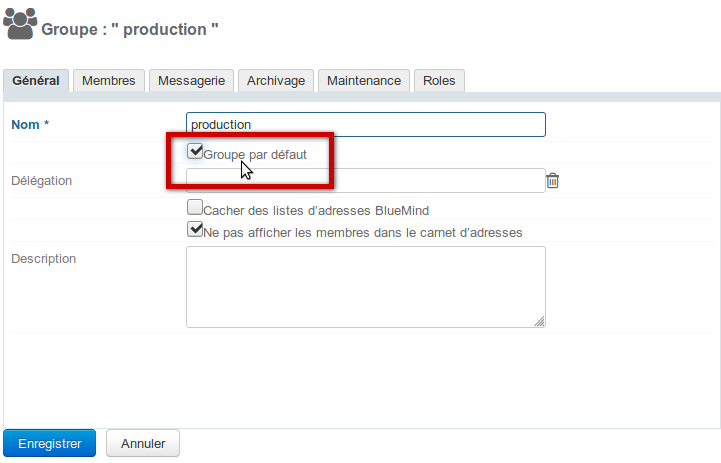 Groupe : " production "
Général Membres Messagerie Archivage Maintenance Roles
Nom * production
Groupe par défaut
Délégation
Cacher des listes d'adresses BlueMind
Ne pas afficher les membres dans le carnet d'adresses
Description
Enregistrer Annuler